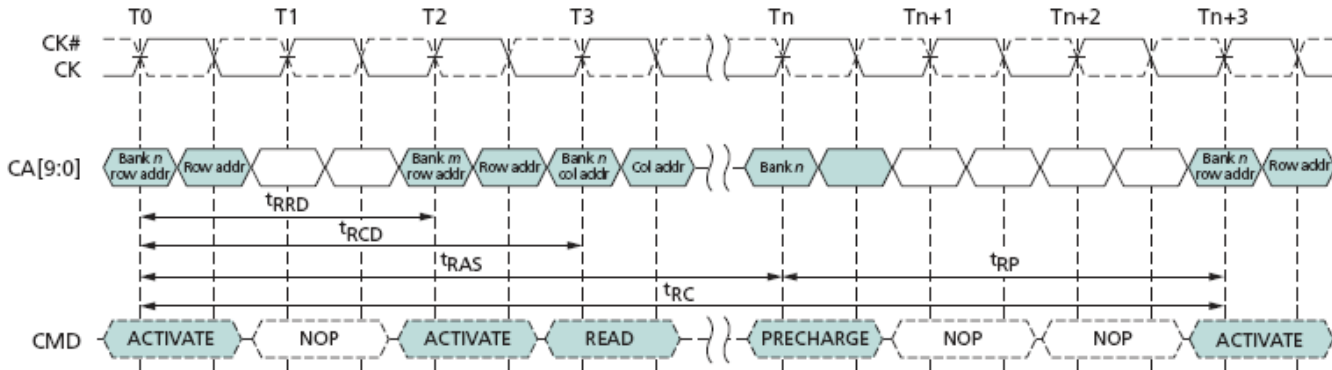 T0 T1 T2 T3 Tn Tn+1 Tn+2 Tn+3
CK#
CK
CA[9:0]
Bank n
row addr
Row addr
Bank m
row addr
Row addr
Bank n
col addr
Col addr
Bank n
Bank n
row addr
Row addr
tRRD
tRCD
tRAS
tRP
tRC
CMD ACTIVATE NOP ACTIVATE READ PRECHARGE NOP NOP ACTIVATE